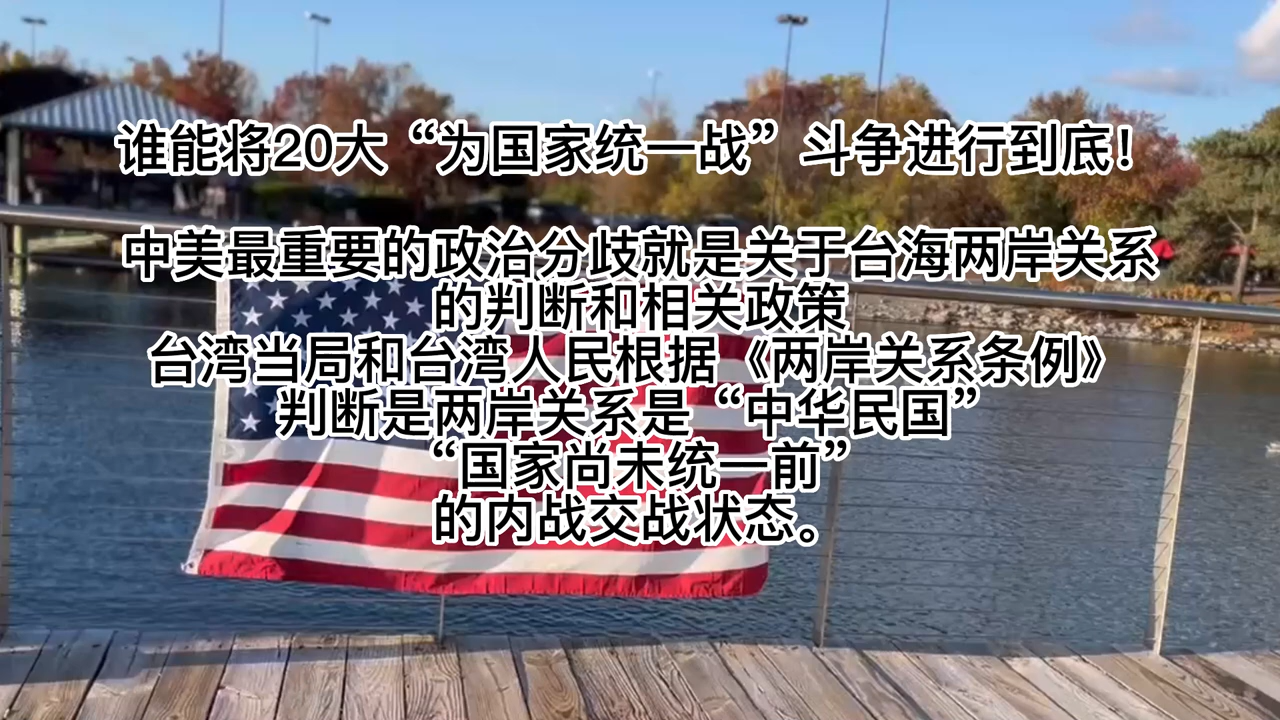 谁能将20大“为国家统一战”斗争进行到底！
中美最重要的政治分歧就是关于台海两岸关系
的判断和相关政策
台湾当局和台湾人民根据《两岸关系条例》
判断是两岸关系是“中华民国”
“国家尚未统一前”
的内战交战状态。